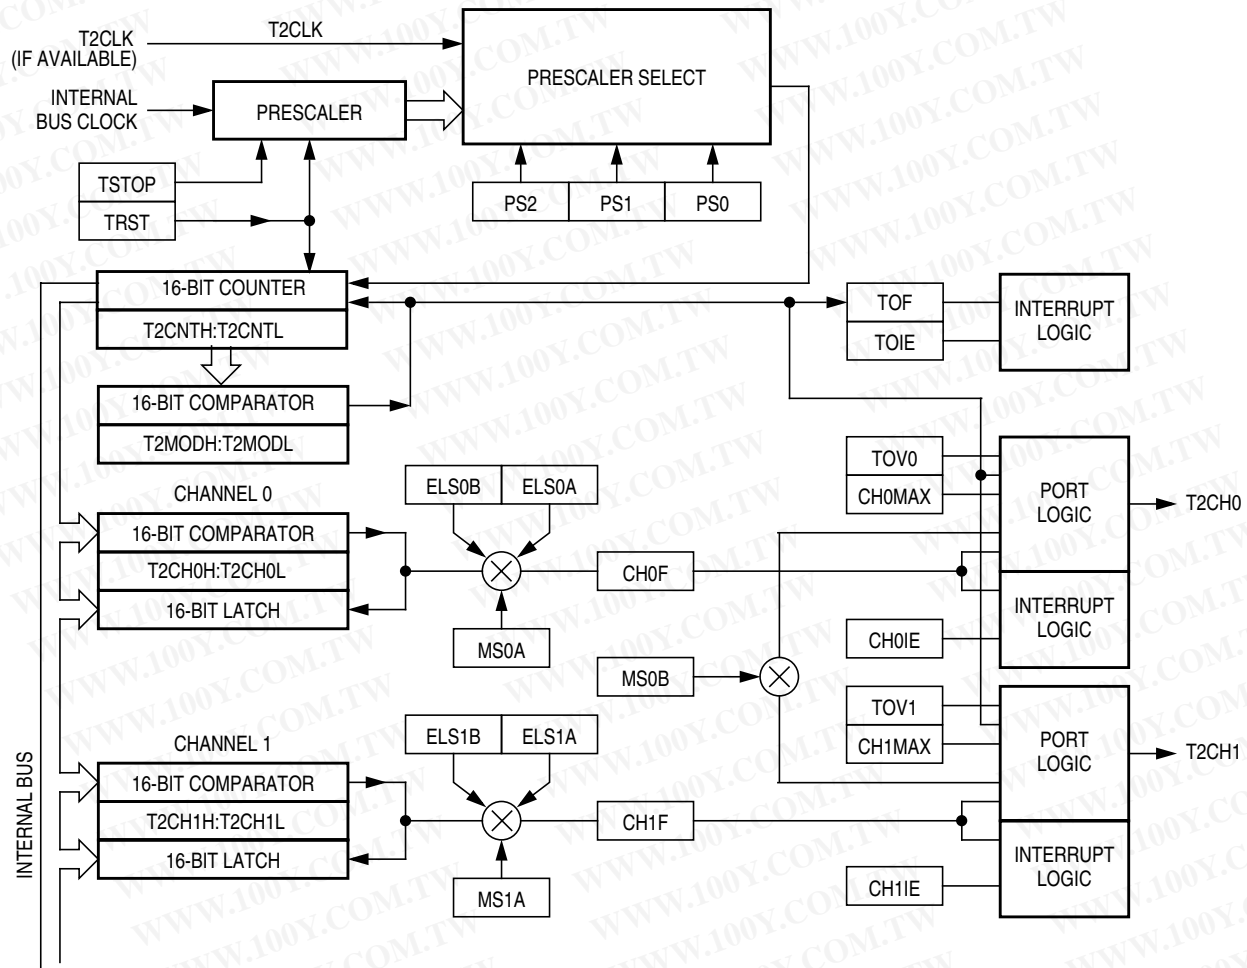 T2CLK
(IF AVAILABLE)
T2CLK
PRESCALER SELECT
INTERNAL
BUS CLOCK
PRESCALER
TSTOP
TRST
PS2
PS1
PS0
16-BIT COUNTER
T2CNTH:T2CNTL
TOF
TOIE
INTERRUPT
LOGIC
16-BIT COMPARATOR
T2MODH:T2MODL
CHANNEL 0
16-BIT COMPARATOR
T2CH0H:T2CH0L
16-BIT LATCH
ELS0B
ELS0A
MS0A
CH0F
TOV0
CH0MAX
PORT
LOGIC
T2CH0
INTERRUPT
LOGIC
CH0IE
MS0B
CHANNEL 1
16-BIT COMPARATOR
T2CH1H:T2CH1L
16-BIT LATCH
ELS1B
ELS1A
MS1A
CH1F
TOV1
CH1MAX
PORT
LOGIC
T2CH1
INTERRUPT
LOGIC
CH1IE
INTERNAL BUS
WWW.100Y.COM.TW